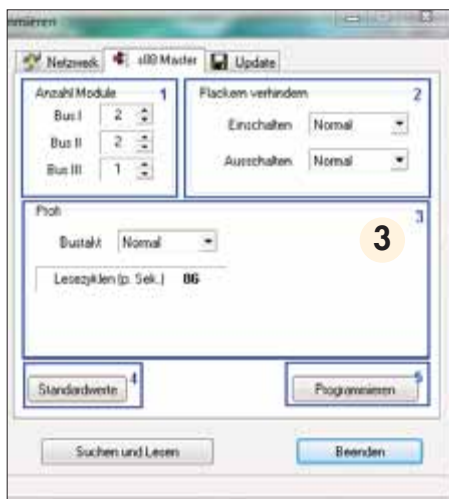 mmieren
Netzwerk s88 Master Update
Anzahl Module 1
Bus I 2
Bus II 2
Bus III 1
Flackern verhindern 2
Einschalten Normal
Ausschalten Normal
Profi 3
3
Bustakt Normal
Lesezyklen (p. Sek.) 86
Standardwerte 4
Programmieren 5
Suchen und Lesen
Beenden